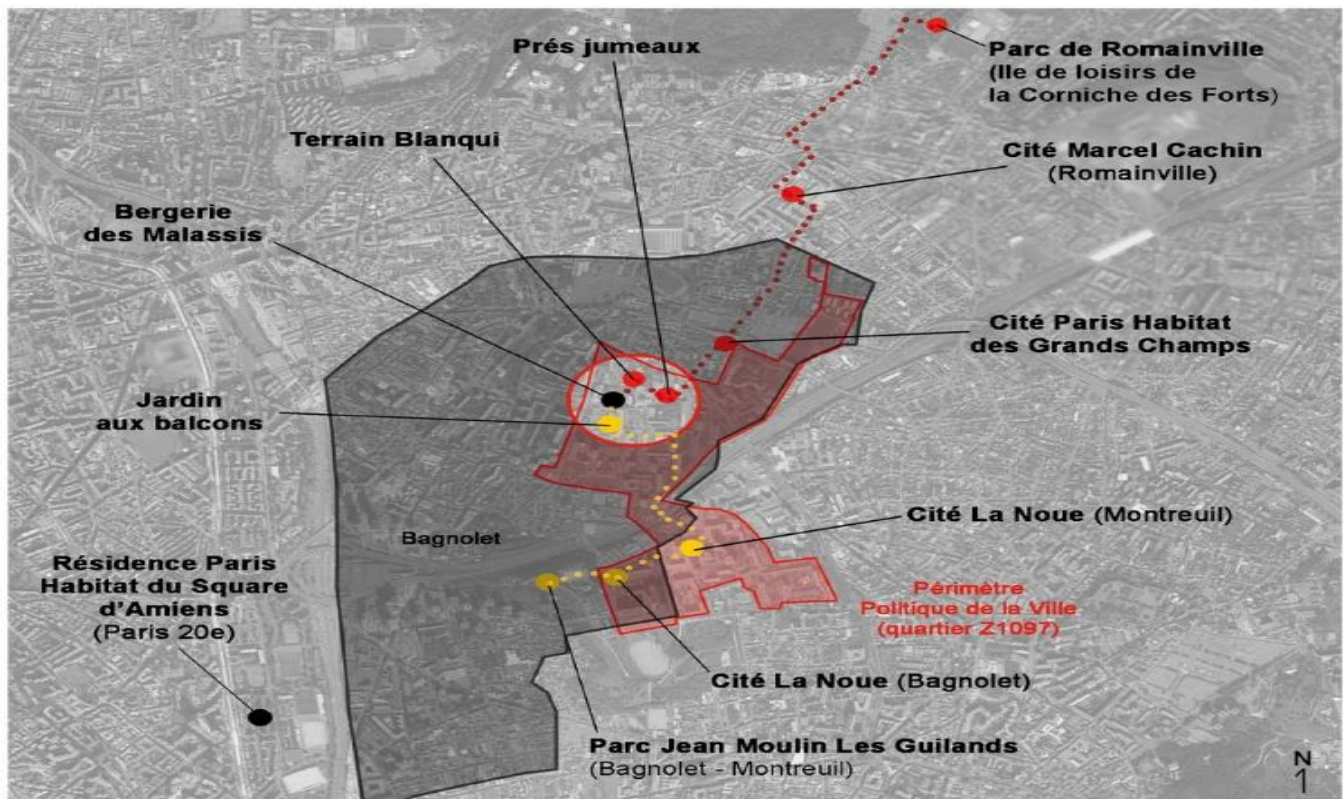 Prés jumeaux
Parc de Romainville
(Ile de loisirs de
la Corniche des Forts)
Terrain Blanqui
Cité Marcel Cachin
(Romainville)
Bergerie
des Malassis
Cité Paris Habitat
des Grands Champs
Jardin
aux balcons
Cité La Noue (Montreuil)
Bagnolet
Résidence Paris
Habitat du Square
d'Amiens
(Paris 20e)
Périmètre
Politique de la Ville
(quartier Z1097)
Cité La Noue (Bagnolet)
Parc Jean Moulin Les Guilands
(Bagnolet - Montreuil)
N